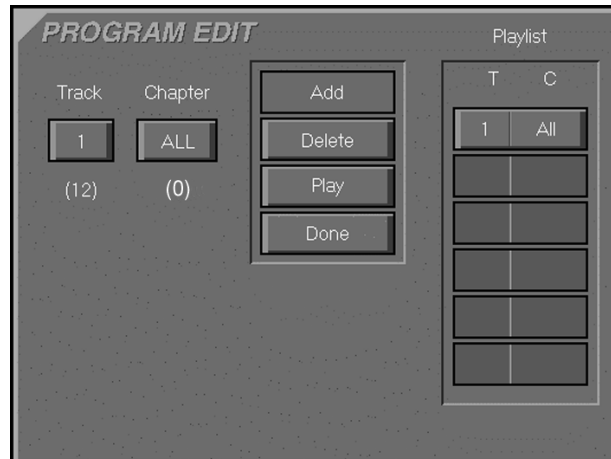 PROGRAM EDIT
Playlist
Track Chapter
T C
1 ALL
(12) (0)
Add
Delete
Play
Done
1 All